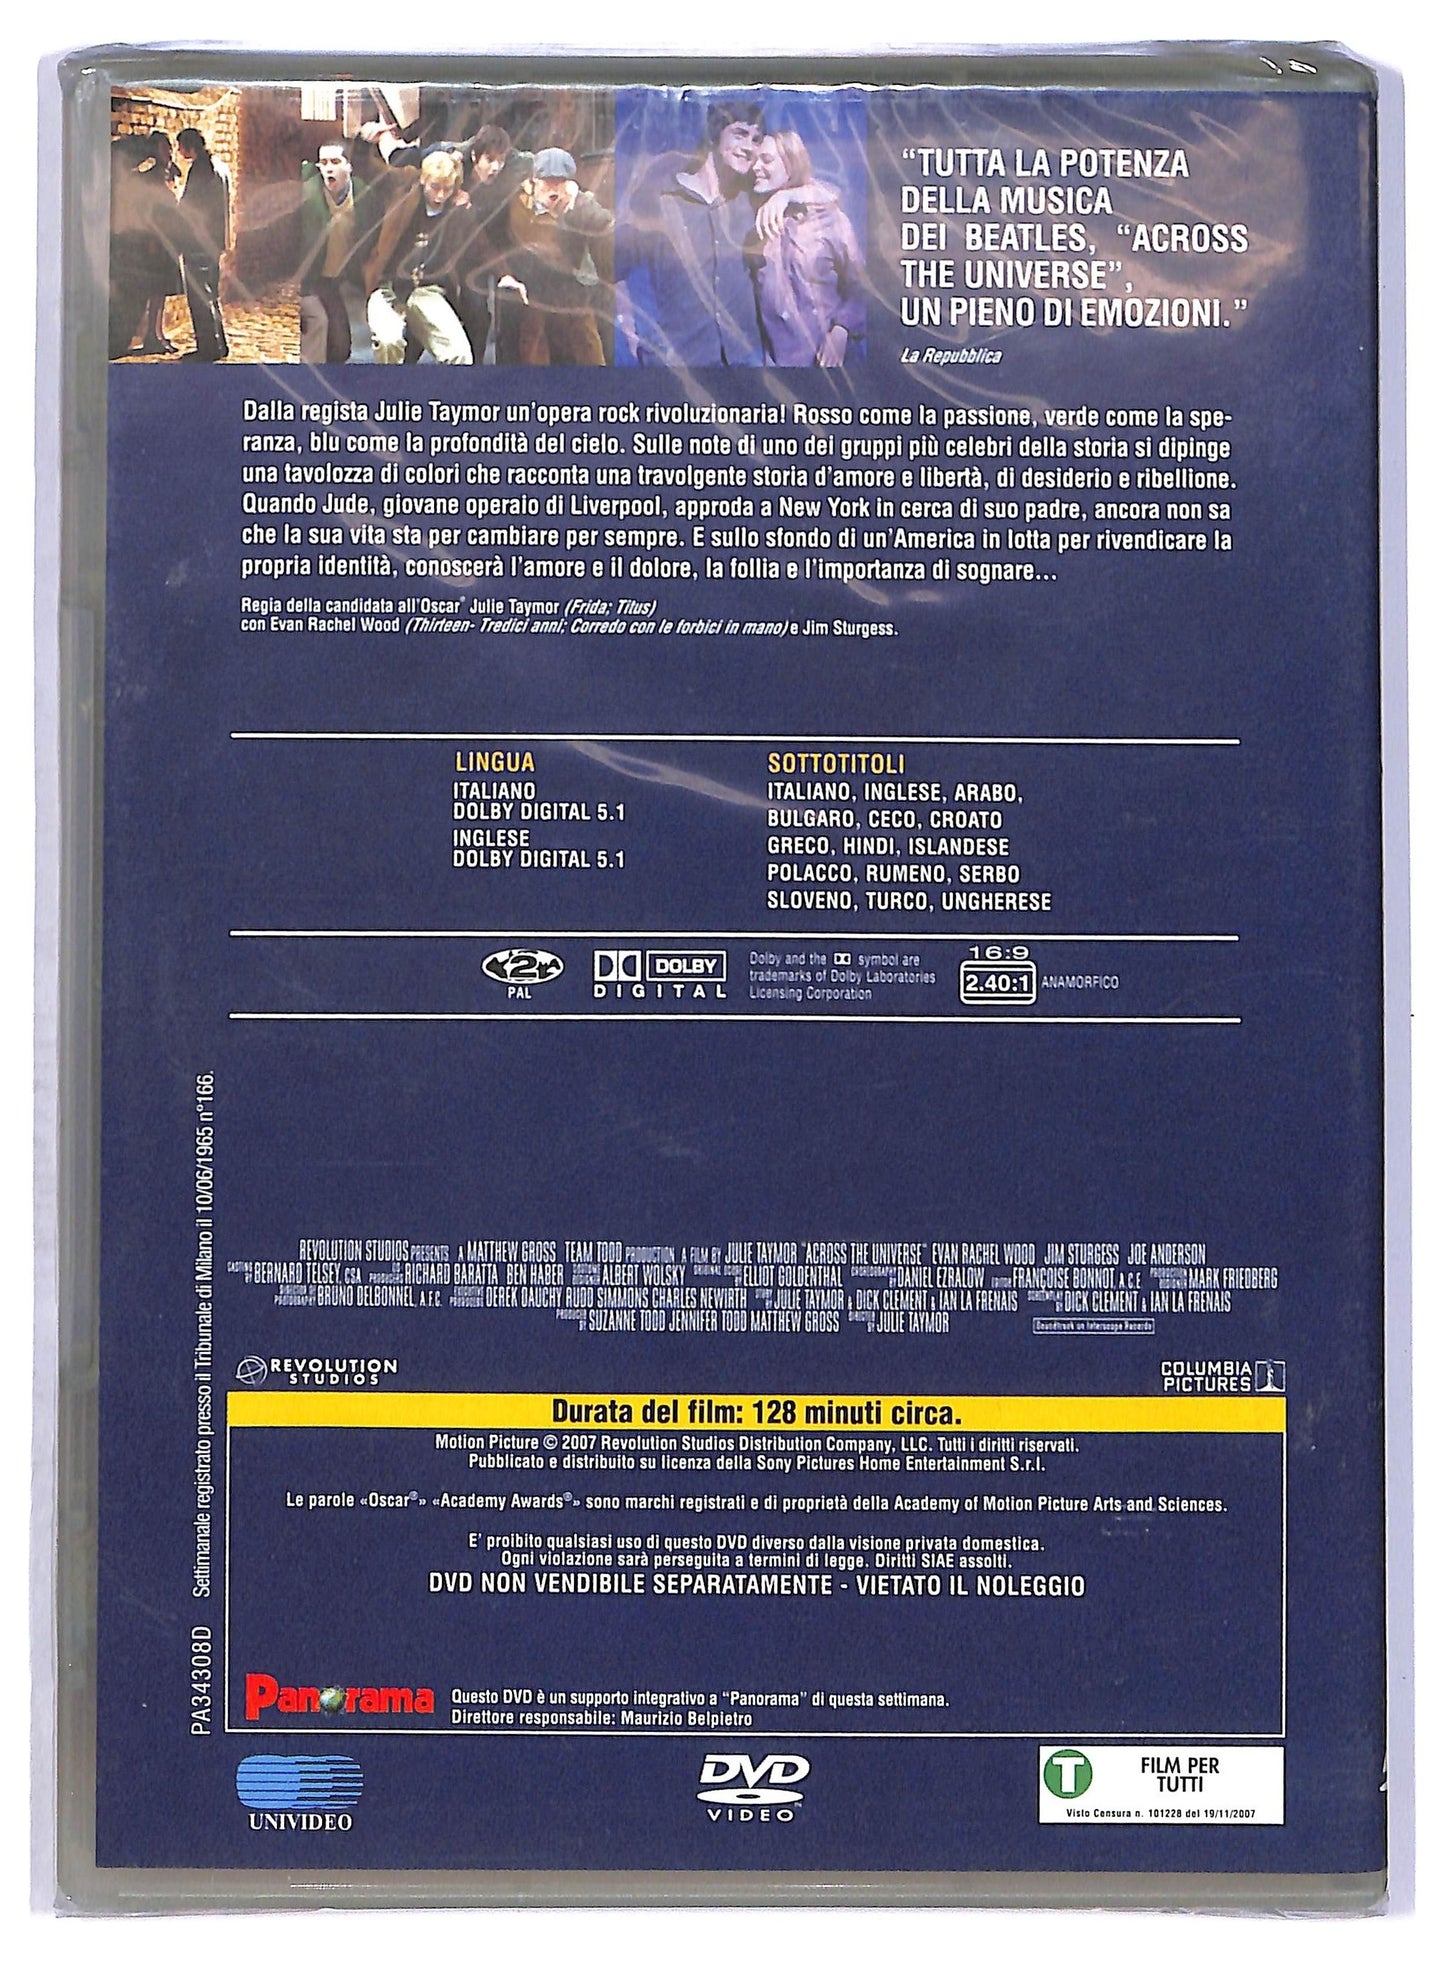 “TUTTA LA POTENZA
DELLA MUSICA
DEI BEATLES, “ACROSS
THE UNIVERSE”,
UN PIENO DI EMOZIONI.”
La Repubblica
Dalla regista Julie Taymor un'opera rock rivoluzionaria! Rosso come la passione, verde come la spe-
ranza, blu come la profondità del cielo. Sulle note di uno dei gruppi più celebri della storia si dipinge
una tavolozza di colori che racconta una travolgente storia d'amore e libertà, di desiderio e ribellione.
Quando Jude, giovane operaio di Liverpool, approda a New York in cerca di suo padre, ancora non sa
che la sua vita sta per cambiare per sempre. E sullo sfondo di un'America in lotta per rivendicare la
propria identità, conoscerà l'amore e il dolore, la follia e l'importanza di sognare...
Regia della candidata all'Oscar® Julie Taymor (Frida; Titus)
con Evan Rachel Wood (Thirteen- Tredici anni; Corredo con le forbici in mano) e Jim Sturgess.
LINGUA
ITALIANO
DOLBY DIGITAL 5.1
INGLESE
DOLBY DIGITAL 5.1
SOTTOTITOLI
ITALIANO, INGLESE, ARABO,
BULGARO, CECO, CROATO
GRECO, HINDI, ISLANDESE
POLACCO, RUMENO, SERBO
SLOVENO, TURCO, UNGHERESE
2
PAL
DOLBY
DIGITAL
Dolby and the symbol are
trademarks of Dolby Laboratories
Licensing Corporation
16:9
2.40:1 ANAMORFICO
REVOLUTION STUDIOS PRESENTS A MATTHEW GROSS TEAM TODD PRODUCTION A FILM BY JULIE TAYMOR "ACROSS THE UNIVERSE" EVAN RACHEL WOOD JIM STURGESS JOE ANDERSON
CASTING BY BERNARD TELSEY, CSA RICHARD BARATTA BEN HABER ALBERT WOLSKY ELLIOT GOLDENTHAL DANIEL EZRALOW FRANÇOISE BONNOT, A.C.E. MARK FRIEDBERG
BRUNO DELBONNEL, A.F.C. DEREK DAUCHY RUDD SIMMONS CHARLES NEWIRTH JULIE TAYMOR & DICK CLEMENT & IAN LA FRENAIS DICK CLEMENT & IAN LA FRENAIS
SUZANNE TODD JENNIFER TODD MATTHEW GROSS JULIE TAYMOR
Soundtrack on Interscope Records
REVOLUTION
STUDIOS
COLUMBIA
PICTURES
Durata del film: 128 minuti circa.
Motion Picture © 2007 Revolution Studios Distribution Company, LLC. Tutti i diritti riservati.
Pubblicato e distribuito su licenza della Sony Pictures Home Entertainment S.r.l.
Le parole «Oscar®» «Academy Awards®» sono marchi registrati e di proprietà della Academy of Motion Picture Arts and Sciences.
E' proibito qualsiasi uso di questo DVD diverso dalla visione privata domestica.
Ogni violazione sarà perseguita a termini di legge. Diritti SIAE assolti.
DVD NON VENDIBILE SEPARATAMENTE - VIETATO IL NOLEGGIO
Panorama
Questo DVD è un supporto integrativo a “Panorama” di questa settimana.
Direttore responsabile: Maurizio Belpietro
PA34308D Settimanale registrato presso il Tribunale di Milano il 10/06/1965 n°166.
UNIVIDEO
DVD
VIDEO
T
FILM PER
TUTTI
Visto Censura n. 101228 del 19/11/2007